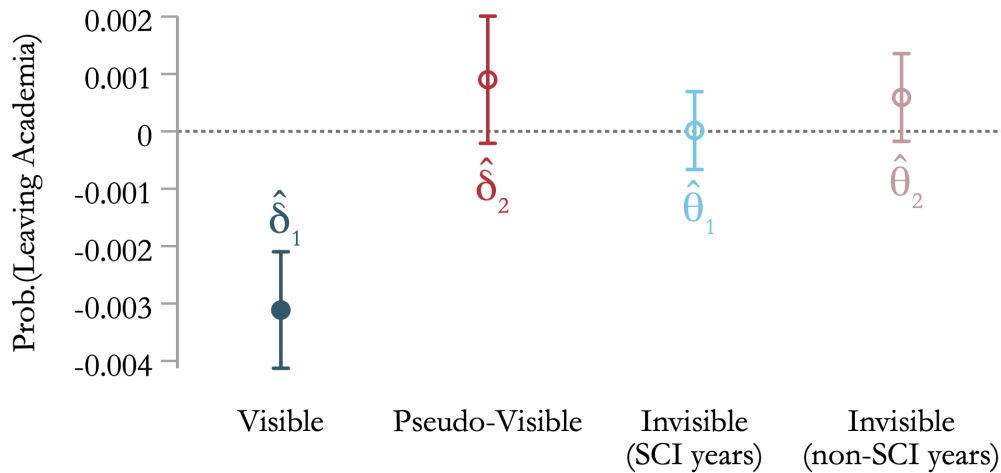 0.002
0.001
0
-0.001
-0.002
-0.003
-0.004
Prob.(Leaving Academia)
δ̂₁
δ̂₂
θ̂₁
θ̂₂
Visible
Pseudo-Visible
Invisible
(SCI years)
Invisible
(non-SCI years)